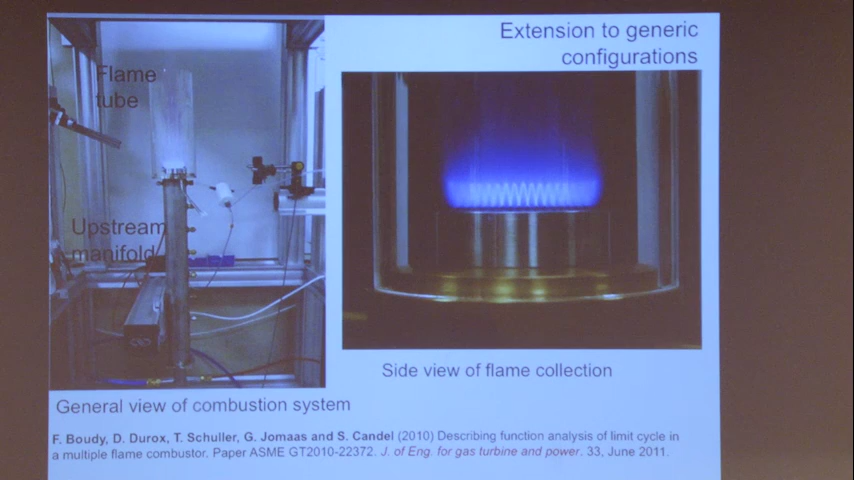 Extension to generic
configurations
Flame
tube
Upstream
manifold
Side view of flame collection
General view of combustion system
F. Boudy, D. Durox, T. Schuller, G. Jomaas and S. Candel (2010) Describing function analysis of limit cycle in
a multiple flame combustor. Paper ASME GT2010-22372. J. of Eng. for gas turbine and power. 33, June 2011.